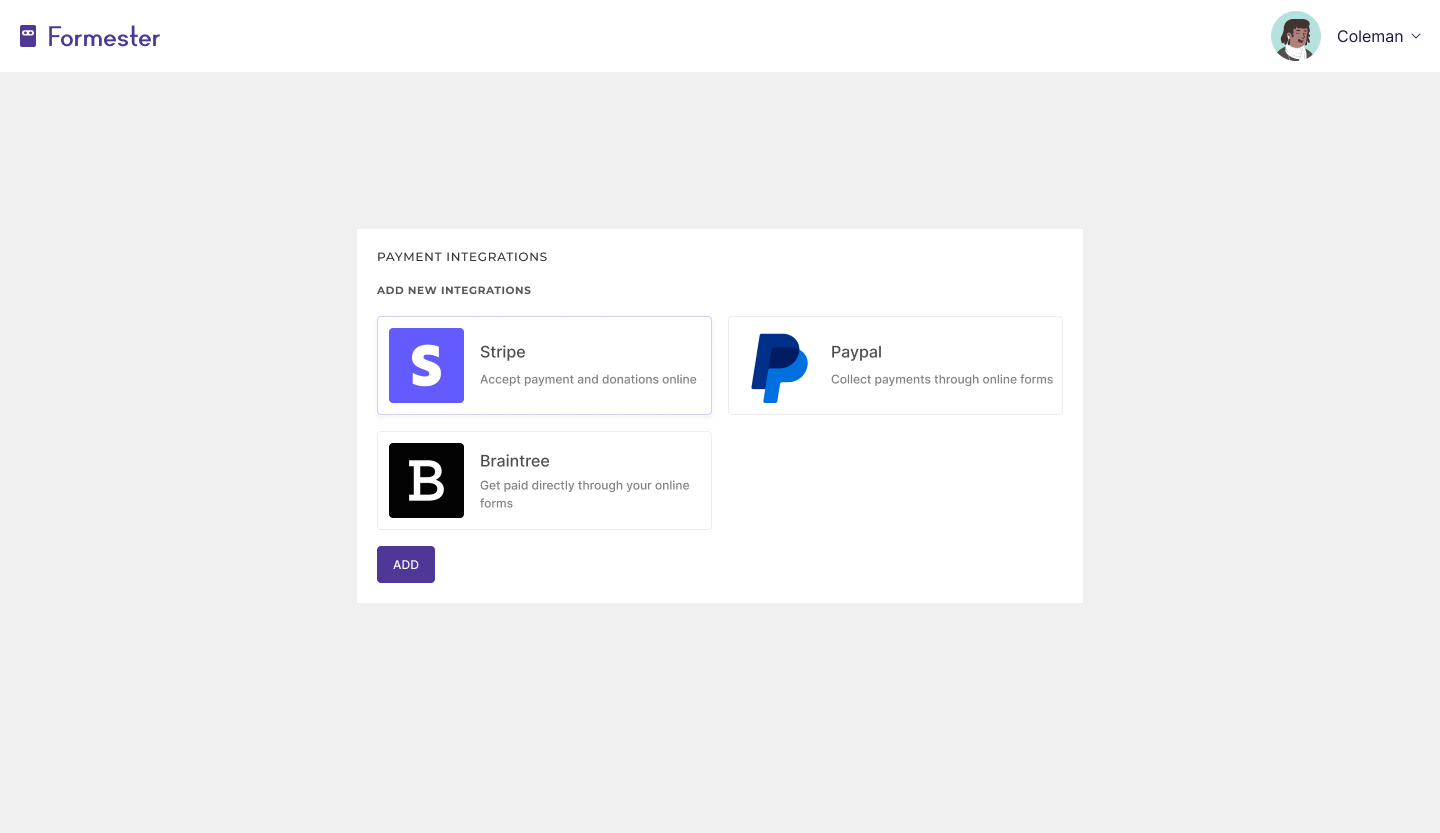 Formester
Coleman
PAYMENT INTEGRATIONS
ADD NEW INTEGRATIONS
S
Stripe
Accept payment and donations online
Paypal
Collect payments through online forms
B
Braintree
Get paid directly through your online
forms
ADD